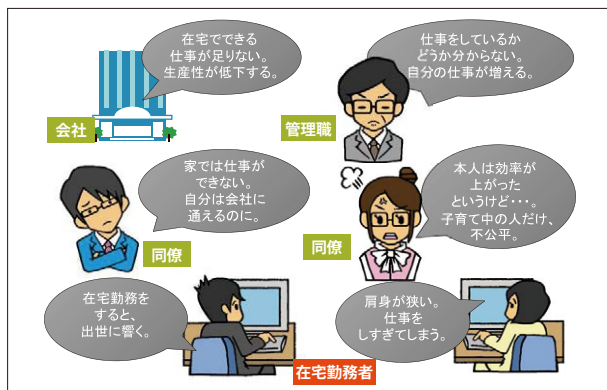 在宅でできる
仕事が足りない。
生産性が低下する。
会社
仕事をしているか
どうか分からない。
自分の仕事が増える。
管理職
家では仕事が
できない。
自分は会社に
通えるのに。
同僚
本人は効率が
上がった
というけど・・・。
子育て中の人だけ、
不公平。
同僚
在宅勤務を
すると、
出世に響く。
肩身が狭い。
仕事を
しすぎてしまう。
在宅勤務者